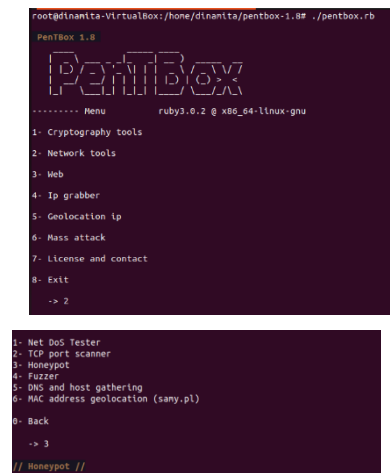 root@dinamita-VirtualBox:/home/dinamita/pentbox-1.8# ./pentbox.rb
PenTBox 1.8
PenTBox
--------- Menu ruby3.0.2 @ x86_64-linux-gnu
1- Cryptography tools
2- Network tools
3- Web
4- Ip grabber
5- Geolocation ip
6- Mass attack
7- License and contact
8- Exit
-> 2
1- Net DoS Tester
2- TCP port scanner
3- Honeypot
4- Fuzzer
5- DNS and host gathering
6- MAC address geolocation (samy.pl)
0- Back
-> 3
// Honeypot //